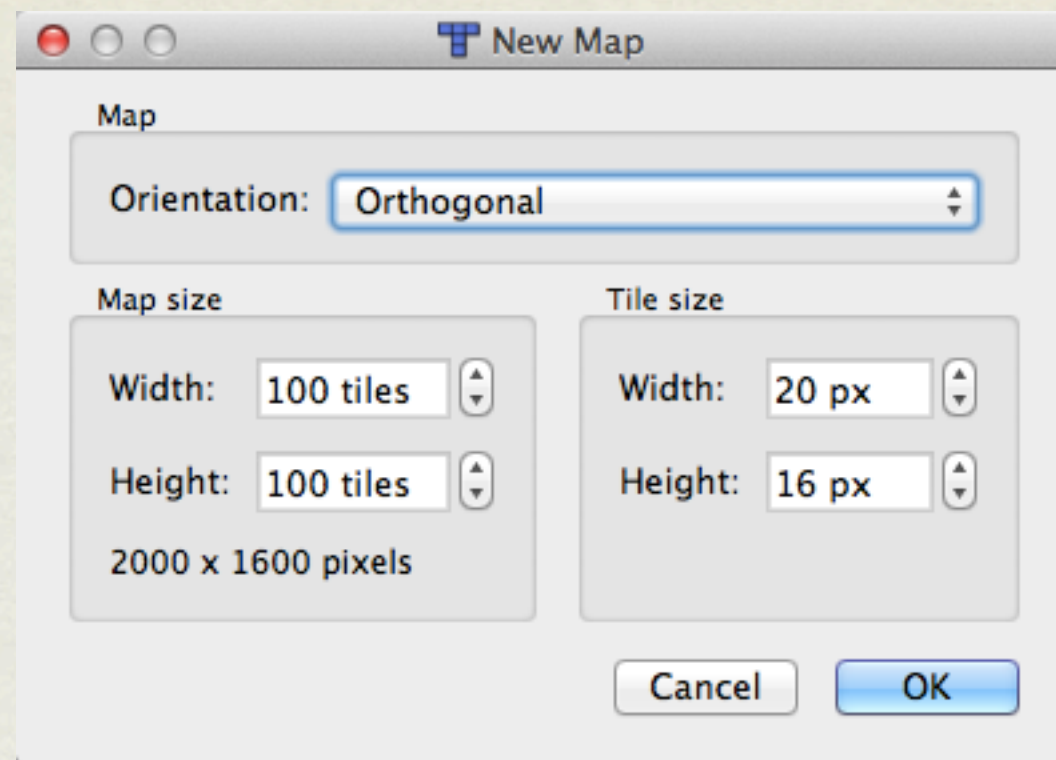 New Map
Map
Orientation: Orthogonal
Map size
Width: 100 tiles
Height: 100 tiles
2000 x 1600 pixels
Tile size
Width: 20 px
Height: 16 px
Cancel OK